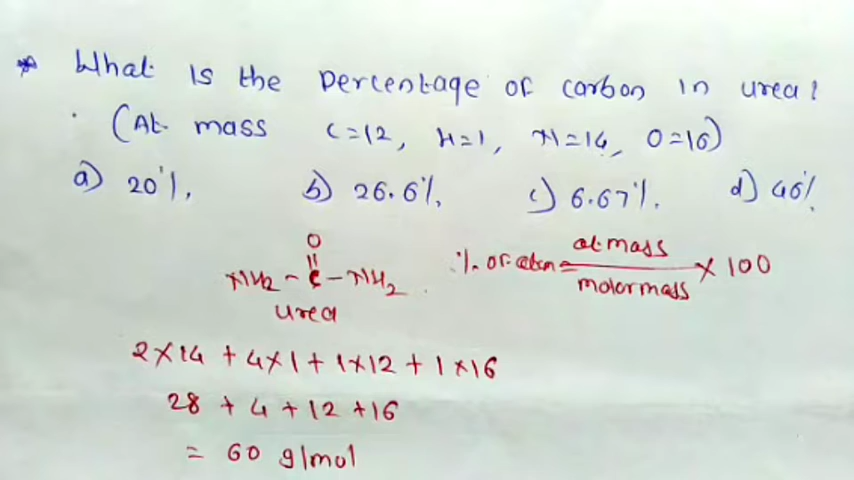 * What is the percentage of carbon in urea?
(At. mass C=12, H=1, N=14, O=16)
a) 20%. b) 26.6%. c) 6.67%. d) 46%.
O
||
NH2 - C - NH2
urea
% of atom = at.mass / molar mass × 100
2×14 + 4×1 + 1×12 + 1×16
28 + 4 + 12 + 16
= 60 g/mol